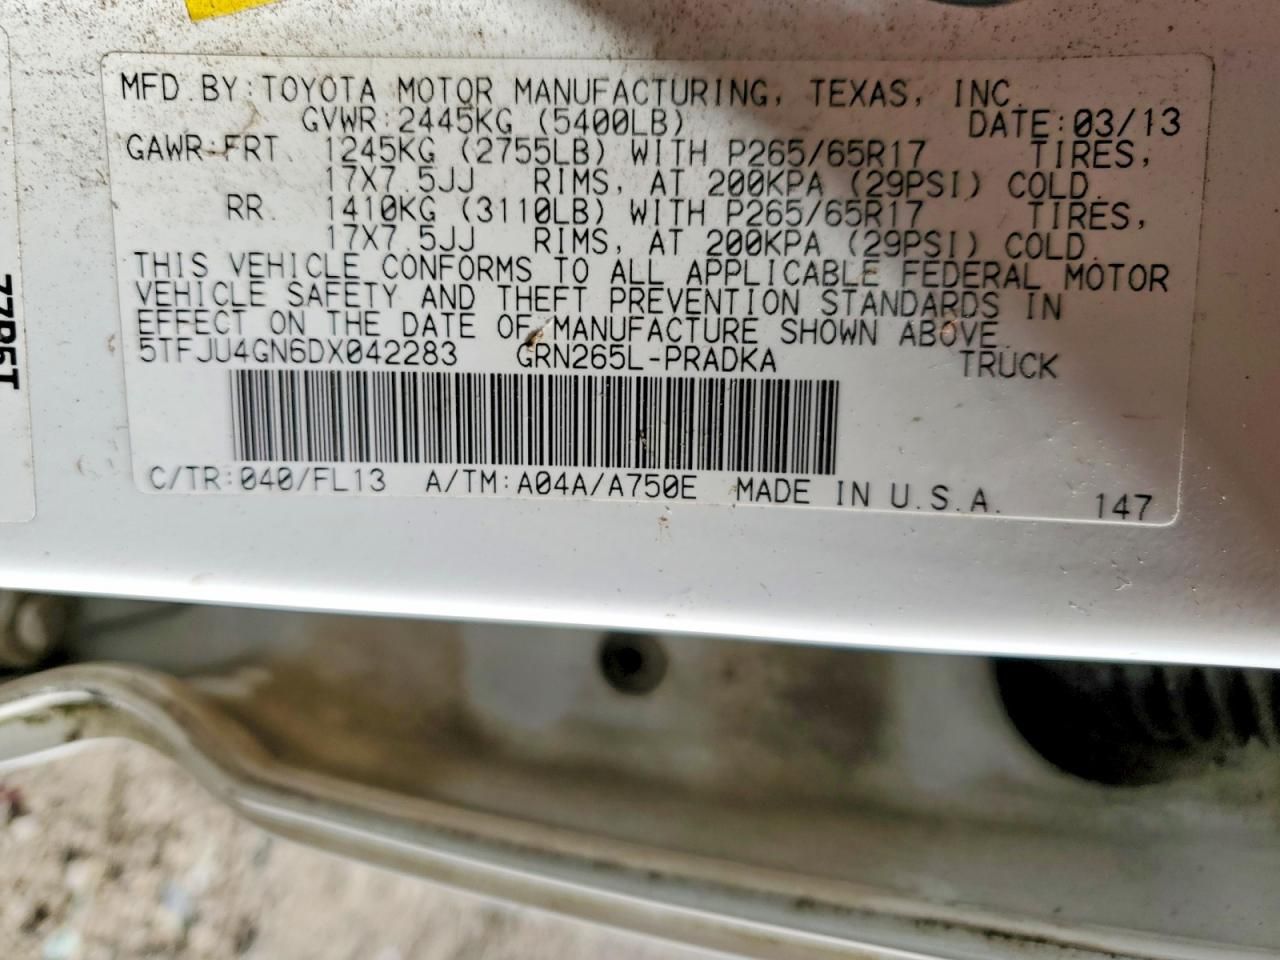 MFD. BY: TOYOTA MOTOR MANUFACTURING, TEXAS, INC.
GVWR: 2445KG (5400LB) DATE: 03/13
GAWR: FRT. 1245KG (2755LB) WITH P265/65R17 TIRES,
17X7.5JJ RIMS, AT 200KPA (29PSI) COLD.
RR. 1410KG (3110LB) WITH P265/65R17 TIRES,
17X7.5JJ RIMS, AT 200KPA (29PSI) COLD.
THIS VEHICLE CONFORMS TO ALL APPLICABLE FEDERAL MOTOR
VEHICLE SAFETY AND THEFT PREVENTION STANDARDS IN
EFFECT ON THE DATE OF MANUFACTURE SHOWN ABOVE.
5TFJU4GN6DX042283 GRN265L-PRADKA TRUCK
C/TR: 040/FL13 A/TM: A04A/A750E MADE IN U.S.A. 147